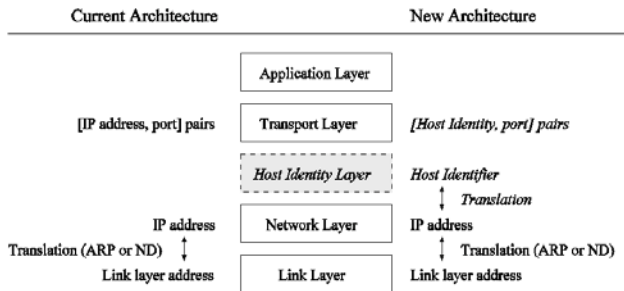 Current Architecture New Architecture
Application Layer
[IP address, port] pairs Transport Layer [Host Identity, port] pairs
Host Identity Layer Host Identifier
Translation
IP address Network Layer IP address
Translation (ARP or ND) Translation (ARP or ND)
Link layer address Link Layer Link layer address